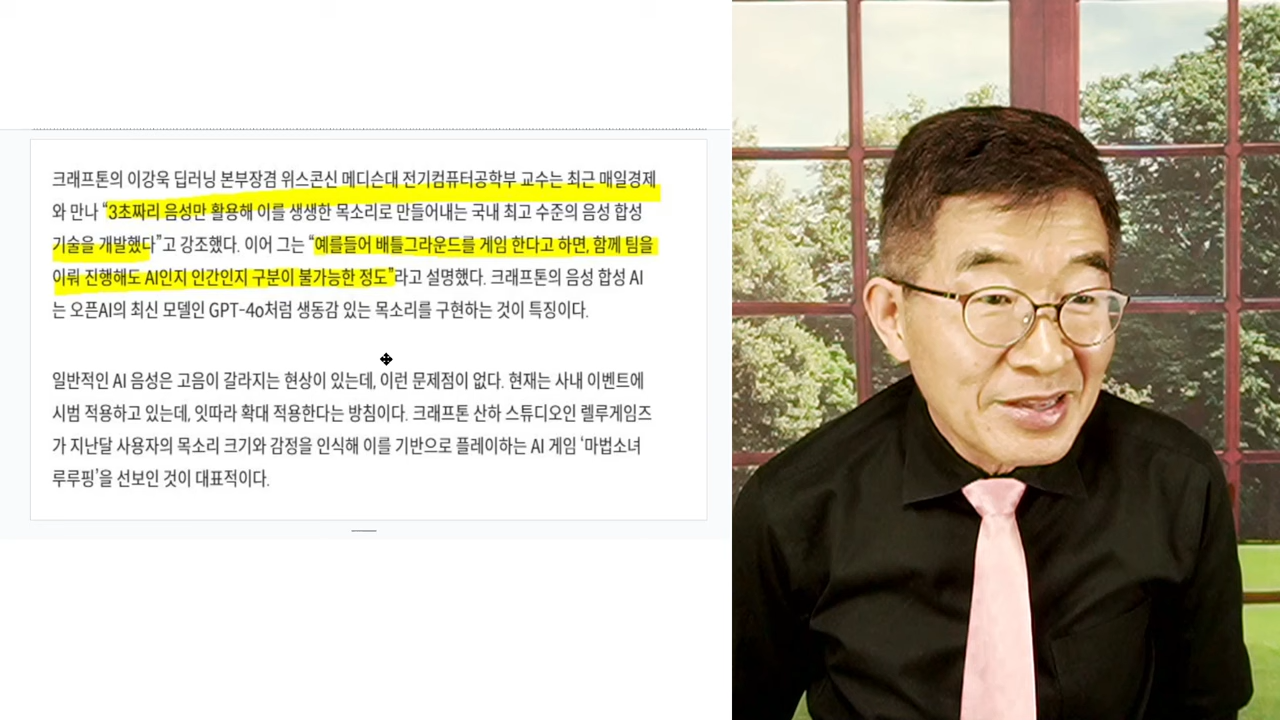 크래프톤의 이강욱 딥러닝 본부장겸 위스콘신 메디슨대 전기컴퓨터공학부 교수는 최근 매일경제
와 만나 “3초짜리 음성만 활용해 이를 생생한 목소리로 만들어내는 국내 최고 수준의 음성 합성
기술을 개발했다”고 강조했다. 이어 그는 “예를들어 배틀그라운드를 게임 한다고 하면, 함께 팀을
이뤄 진행해도 AI인지 인간인지 구분이 불가능한 정도”라고 설명했다. 크래프톤의 음성 합성 AI
는 오픈AI의 최신 모델인 GPT-4o처럼 생동감 있는 목소리를 구현하는 것이 특징이다.
일반적인 AI 음성은 고음이 갈라지는 현상이 있는데, 이런 문제점이 없다. 현재는 사내 이벤트에
시범 적용하고 있는데, 잇따라 확대 적용한다는 방침이다. 크래프톤 산하 스튜디오인 렐루게임즈
가 지난달 사용자의 목소리 크기와 감정을 인식해 이를 기반으로 플레이하는 AI 게임 ‘마법소녀
루루핑’을 선보인 것이 대표적이다.